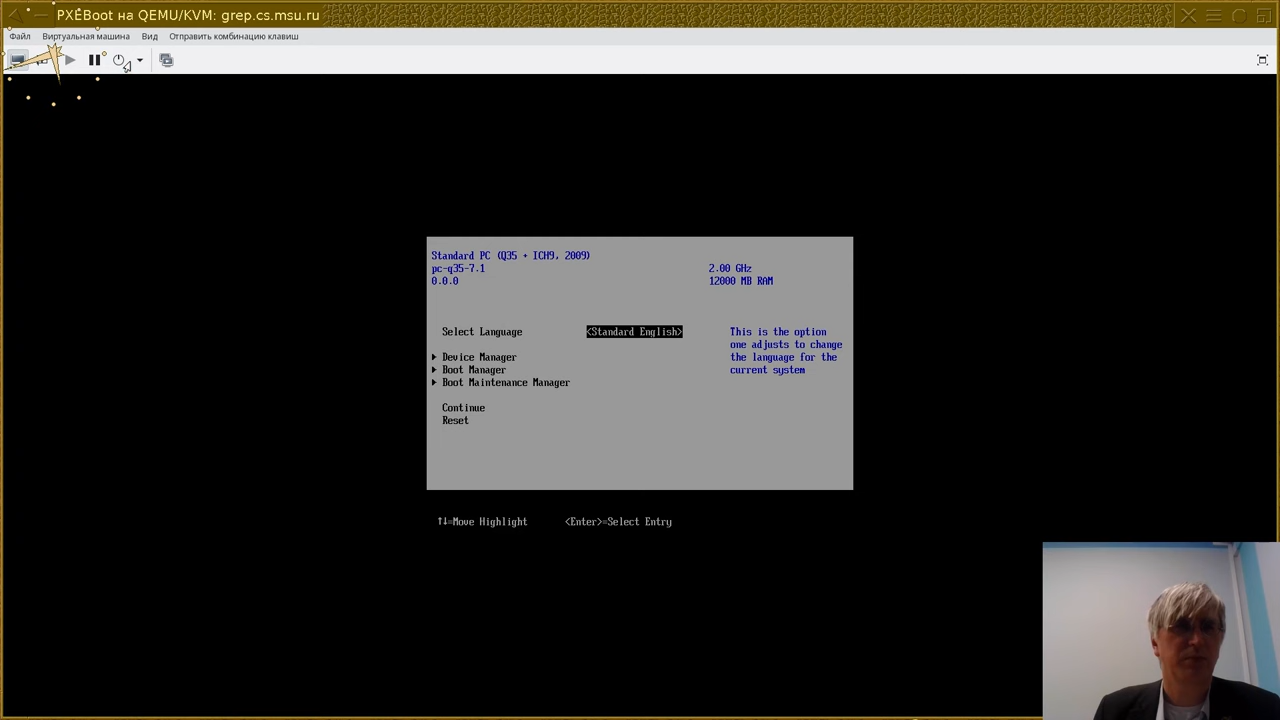 PXEBoot на QEMU/KVM: grep.cs.msu.ru
Файл Виртуальная машина Вид Отправить комбинацию клавиш
Standard PC (Q35 + ICH9, 2009)
pc-q35-7.1 2.00 GHz
0.0.0 12000 MB RAM
Select Language <Standard English> This is the option
one adjusts to change
Device Manager the language for the
Boot Manager current system
Boot Maintenance Manager
Continue
Reset
↑↓=Move Highlight <Enter>=Select Entry